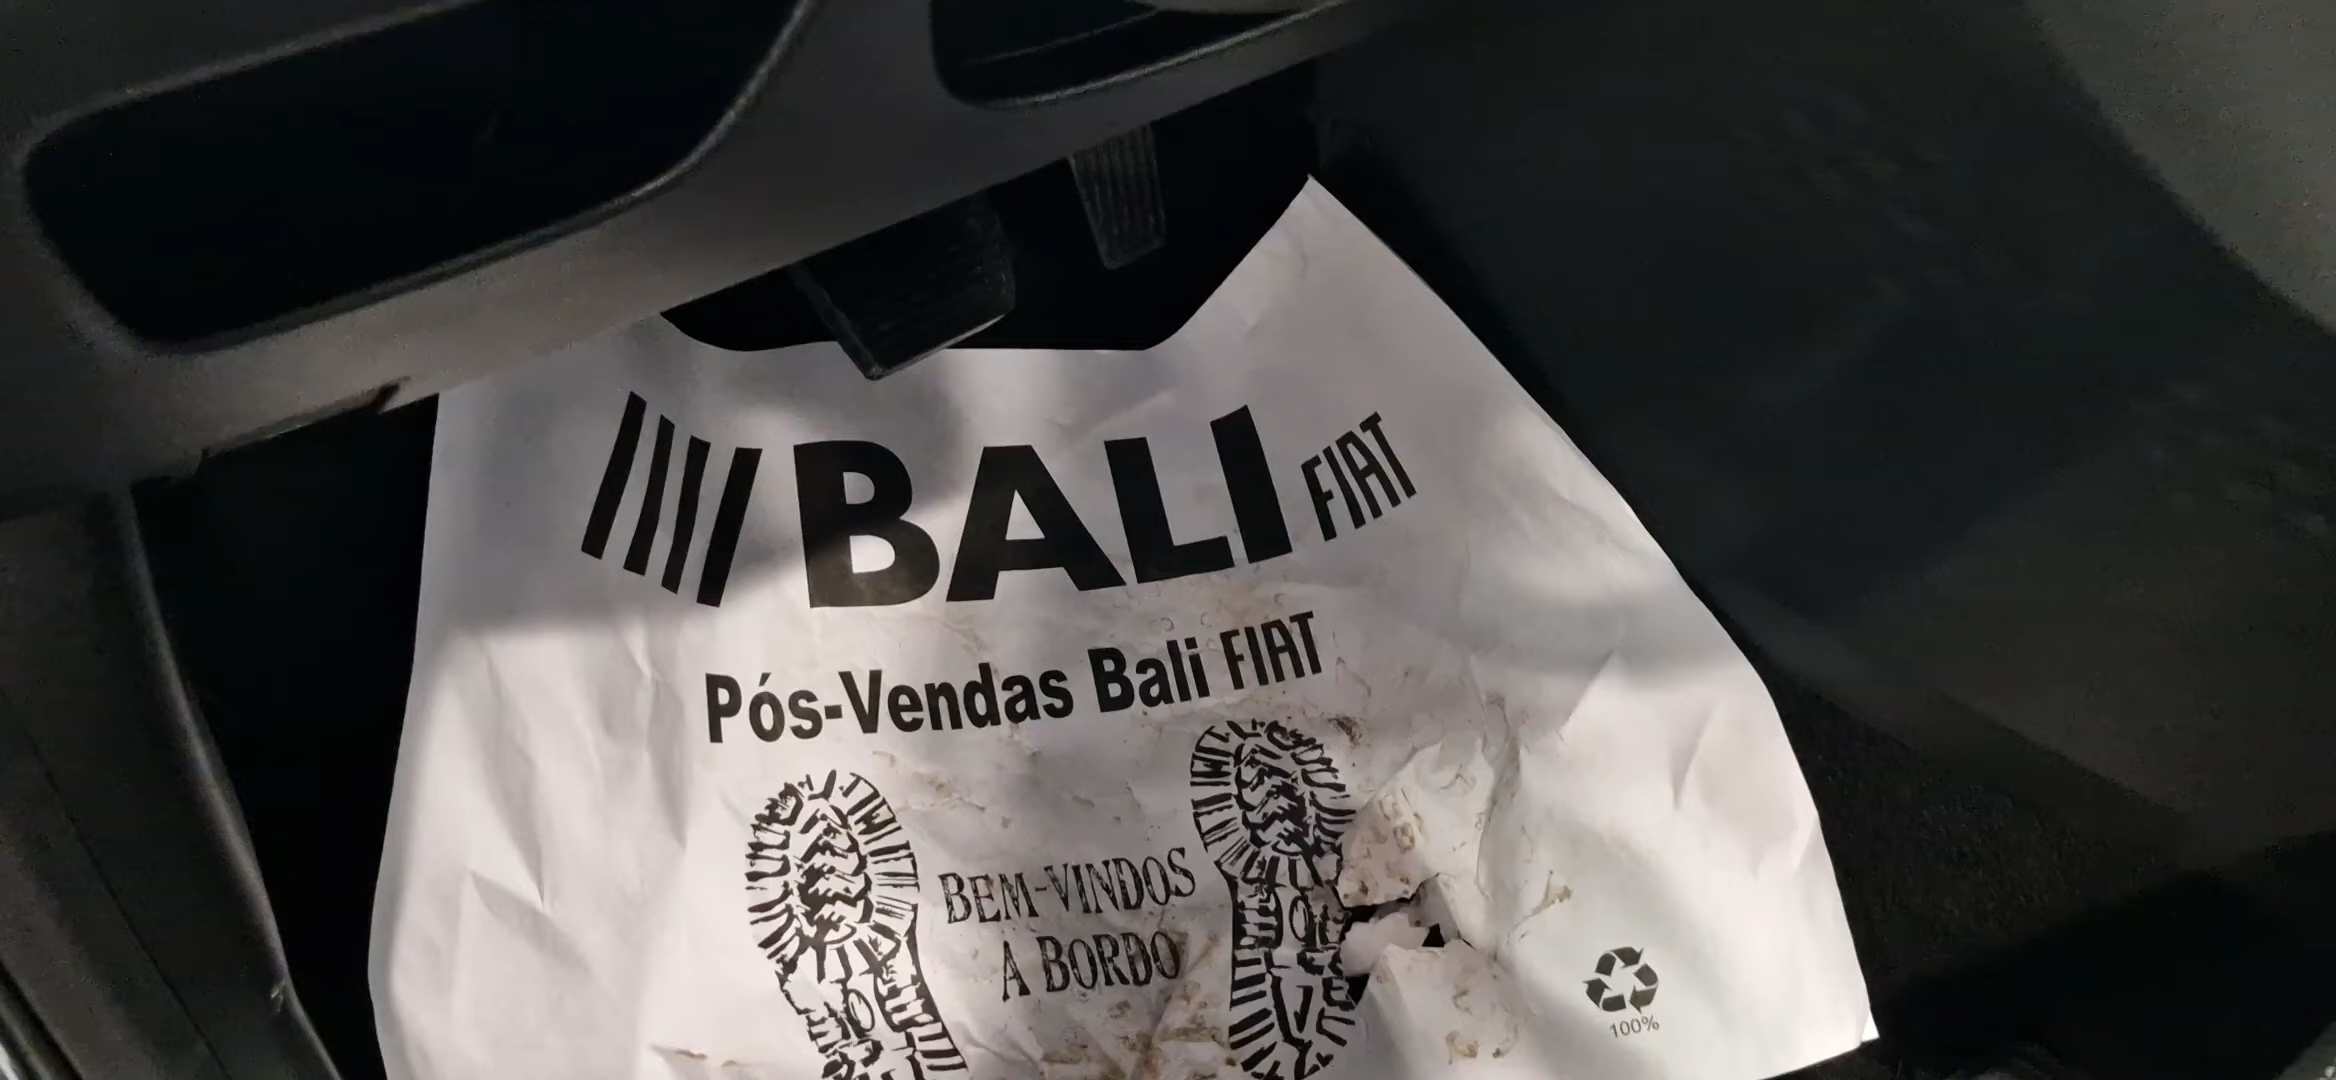 BALI FIAT
Pós-Vendas Bali FIAT
BEM-VINDOS
A BORDO
100%